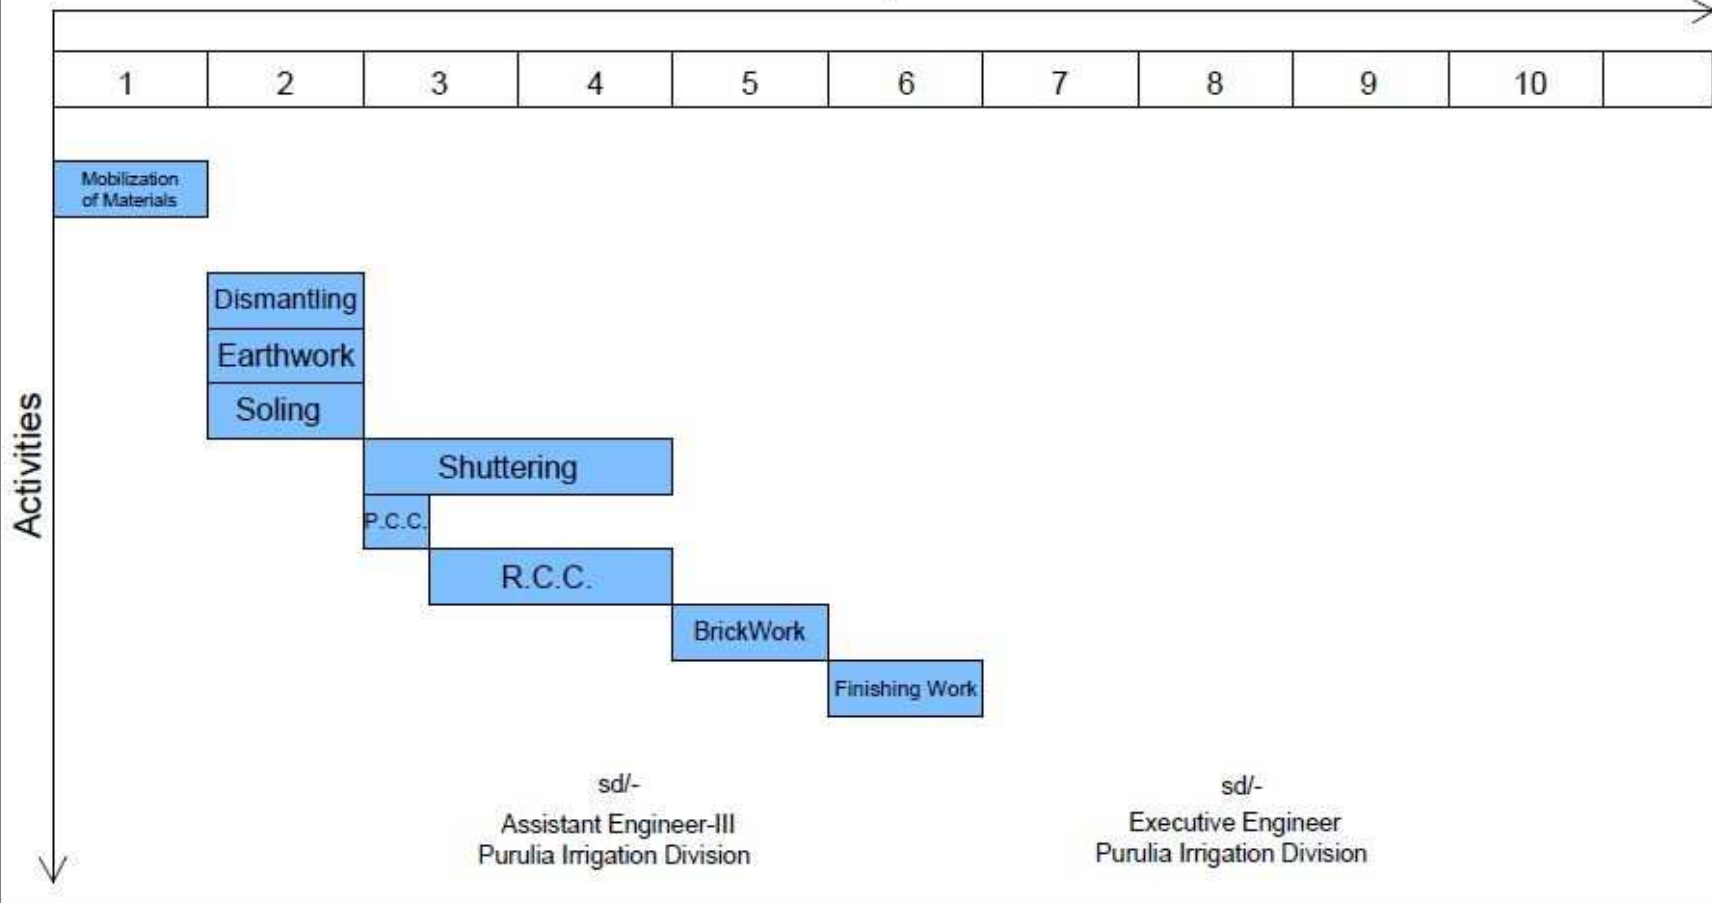 1 2 3 4 5 6 7 8 9 10
Mobilization
of Materials
Dismantling
Earthwork
Soling
Activities
Shuttering
P.C.C.
R.C.C.
BrickWork
Finishing Work
sd/-
Assistant Engineer-III
Purulia Irrigation Division
sd/-
Executive Engineer
Purulia Irrigation Division